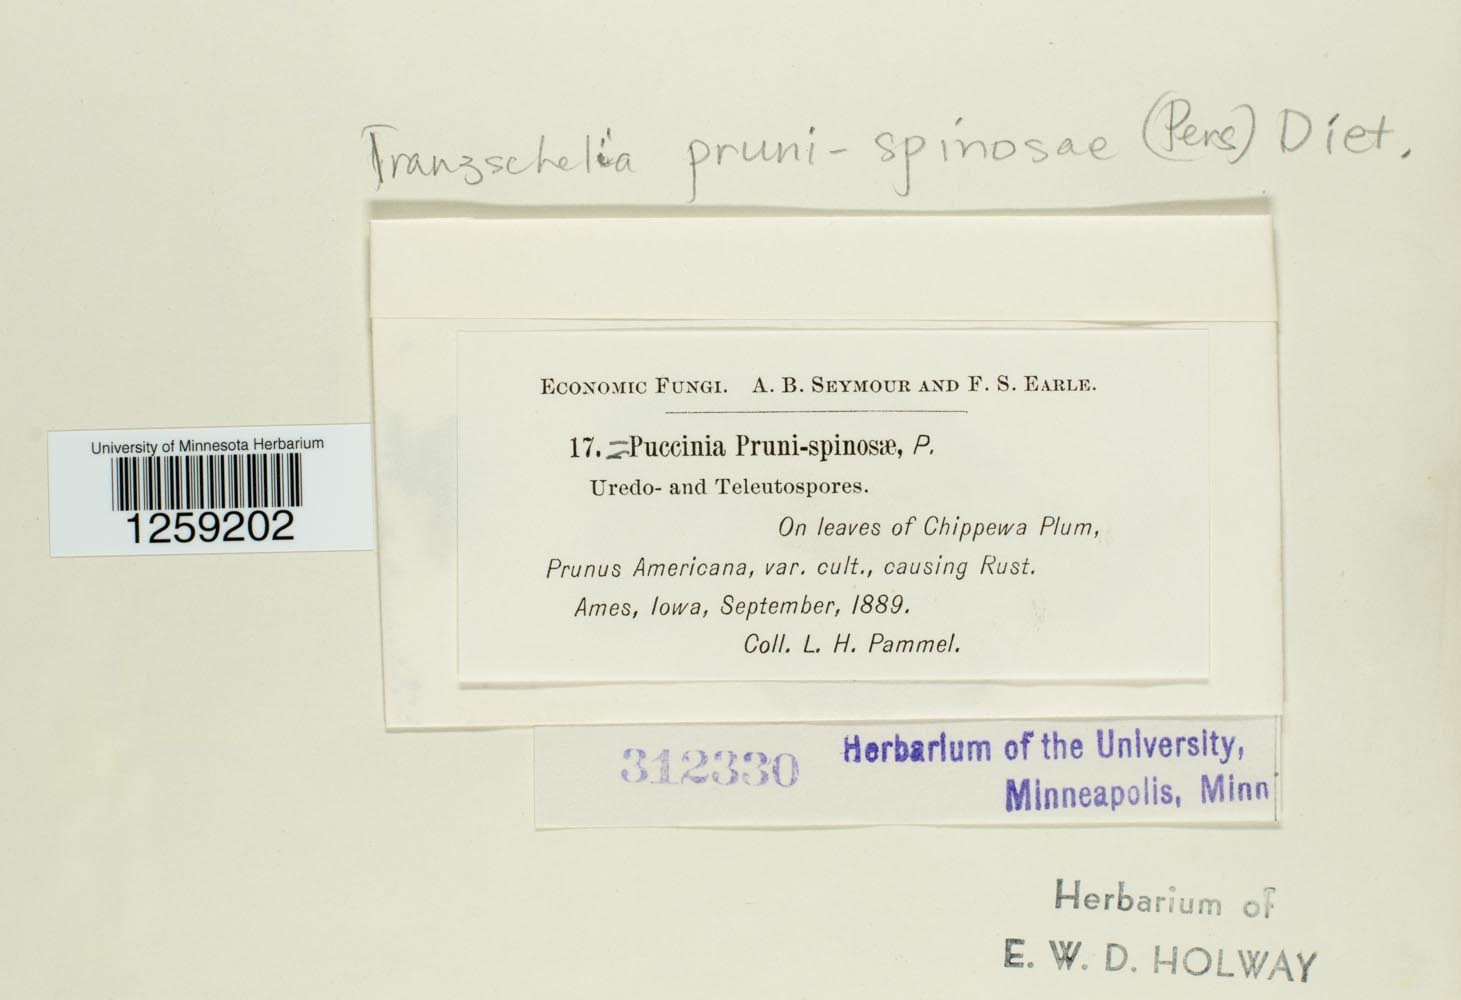 Tranzschelia pruni-spinosae (Pers) Diet.
ECONOMIC FUNGI. A. B. SEYMOUR AND F. S. EARLE.
17. Puccinia Pruni-spinosæ, P.
Uredo- and Teleutospores.
On leaves of Chippewa Plum,
Prunus Americana, var. cult., causing Rust.
Ames, Iowa, September, 1889.
Coll. L. H. Pammel.
University of Minnesota Herbarium
1259202
312330
Herbarium of the University,
Minneapolis, Minn
Herbarium of
E. W. D. HOLWAY